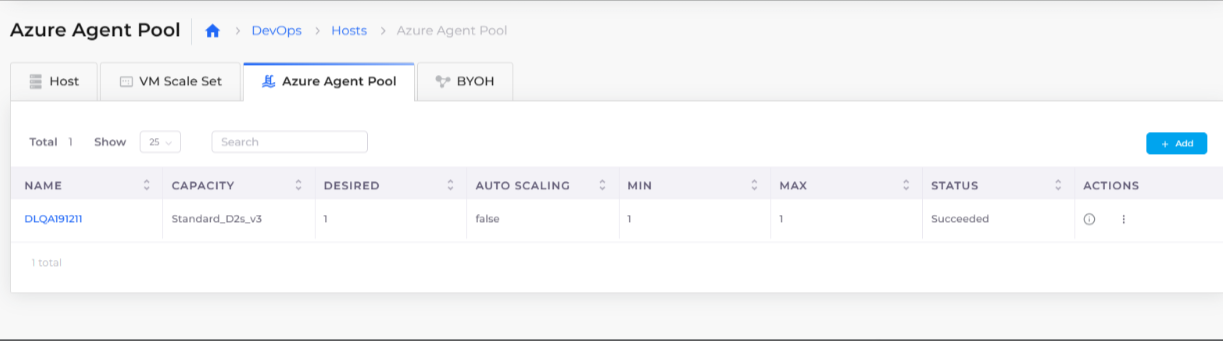 Azure Agent Pool DevOps Hosts Azure Agent Pool
Host VM Scale Set Azure Agent Pool BYOH
Total 1 Show 25 Search + Add
NAME CAPACITY DESIRED AUTO SCALING MIN MAX STATUS ACTIONS
DLQA191211 Standard_D2s_v3 1 false 1 1 Succeeded
1 total